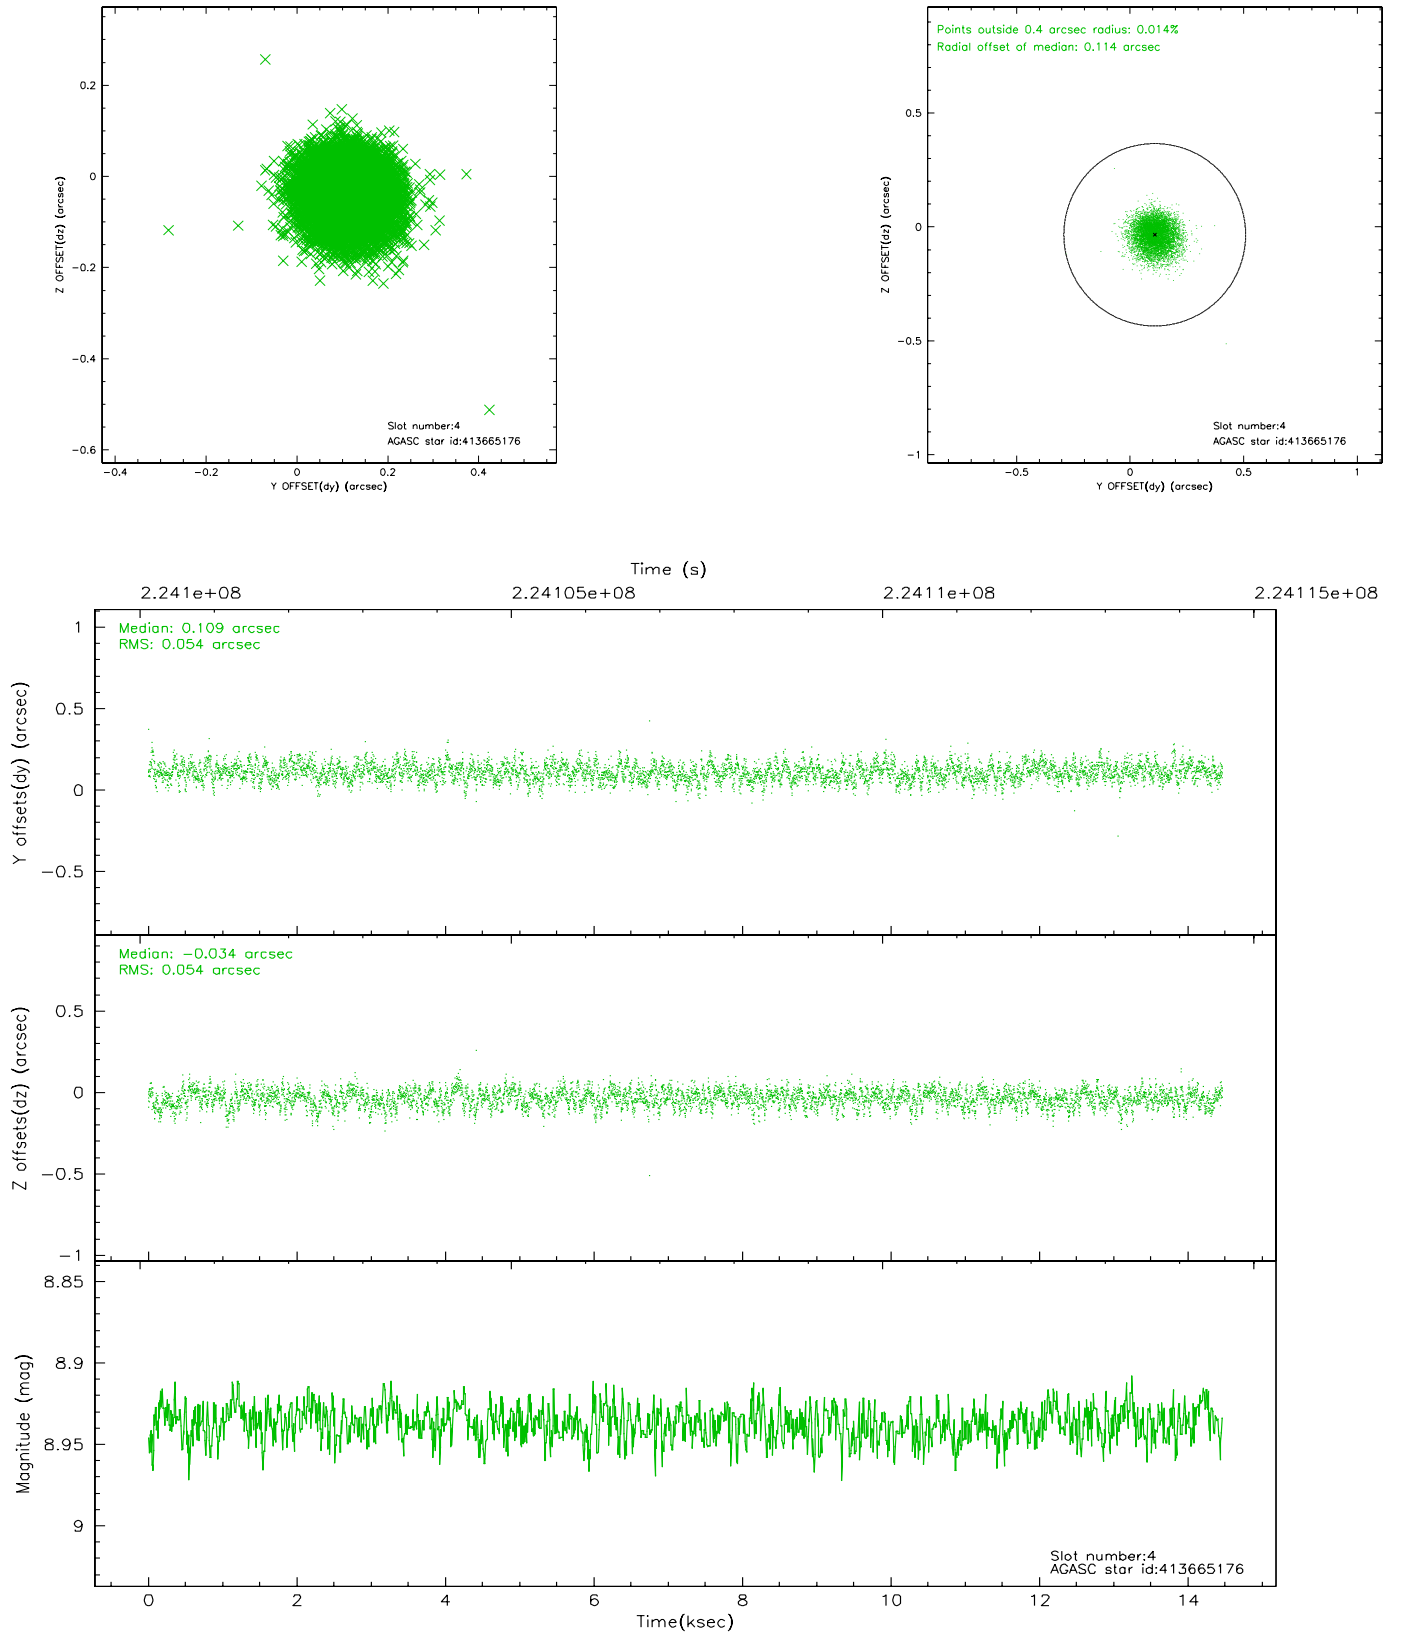 0.2
0
-0.2
-0.4
-0.6
Z OFFSET(dz) (arcsec)
Slot number:4
AGASC star id:413665176
-0.4 -0.2 0 0.2 0.4
Y OFFSET(dy) (arcsec)
Points outside 0.4 arcsec radius: 0.014%
Radial offset of median: 0.114 arcsec
0.5
0
-0.5
-1
Z OFFSET(dz) (arcsec)
Slot number:4
AGASC star id:413665176
-0.5 0 0.5 1
Y OFFSET(dy) (arcsec)
Time (s)
2.241e+08 2.24105e+08 2.2411e+08 2.24115e+08
Median: 0.109 arcsec
RMS: 0.054 arcsec
1
0.5
0
-0.5
Y offsets(dy) (arcsec)
Median: -0.034 arcsec
RMS: 0.054 arcsec
0.5
0
-0.5
-1
Z offsets(dz) (arcsec)
8.85
8.9
8.95
9
Magnitude (mag)
Slot number:4
AGASC star id:413665176
0 2 4 6 8 10 12 14
Time(ksec)